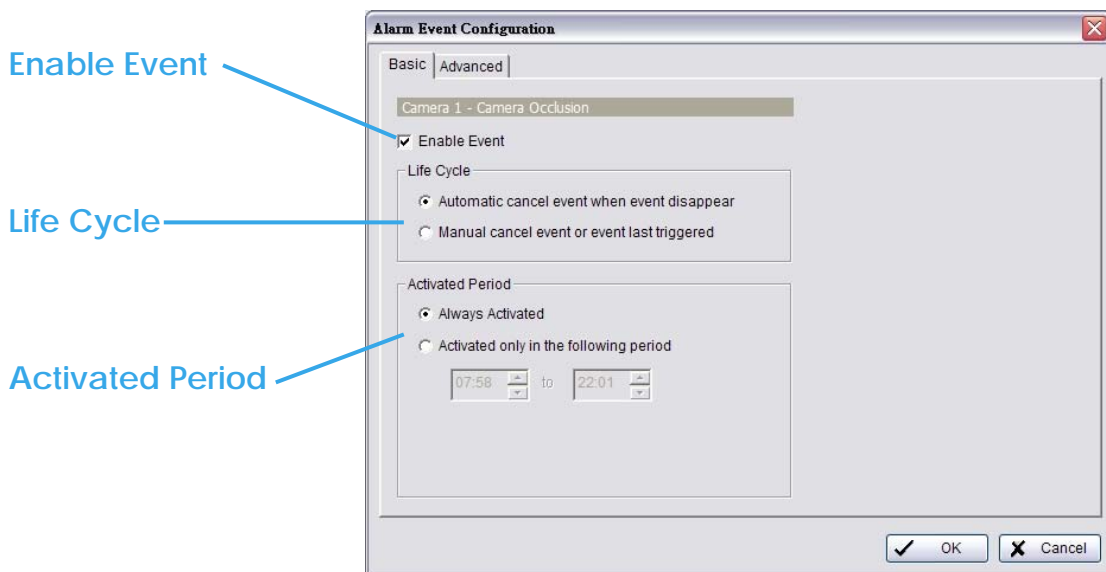 Alarm Event Configuration
Basic Advanced
Enable Event
Camera 1 - Camera Occlusion
Enable Event
Life Cycle
Automatic cancel event when event disappear
Life Cycle
Manual cancel event or event last triggered
Activated Period
Always Activated
Activated only in the following period
Activated Period
07:58 to 22:01
OK Cancel